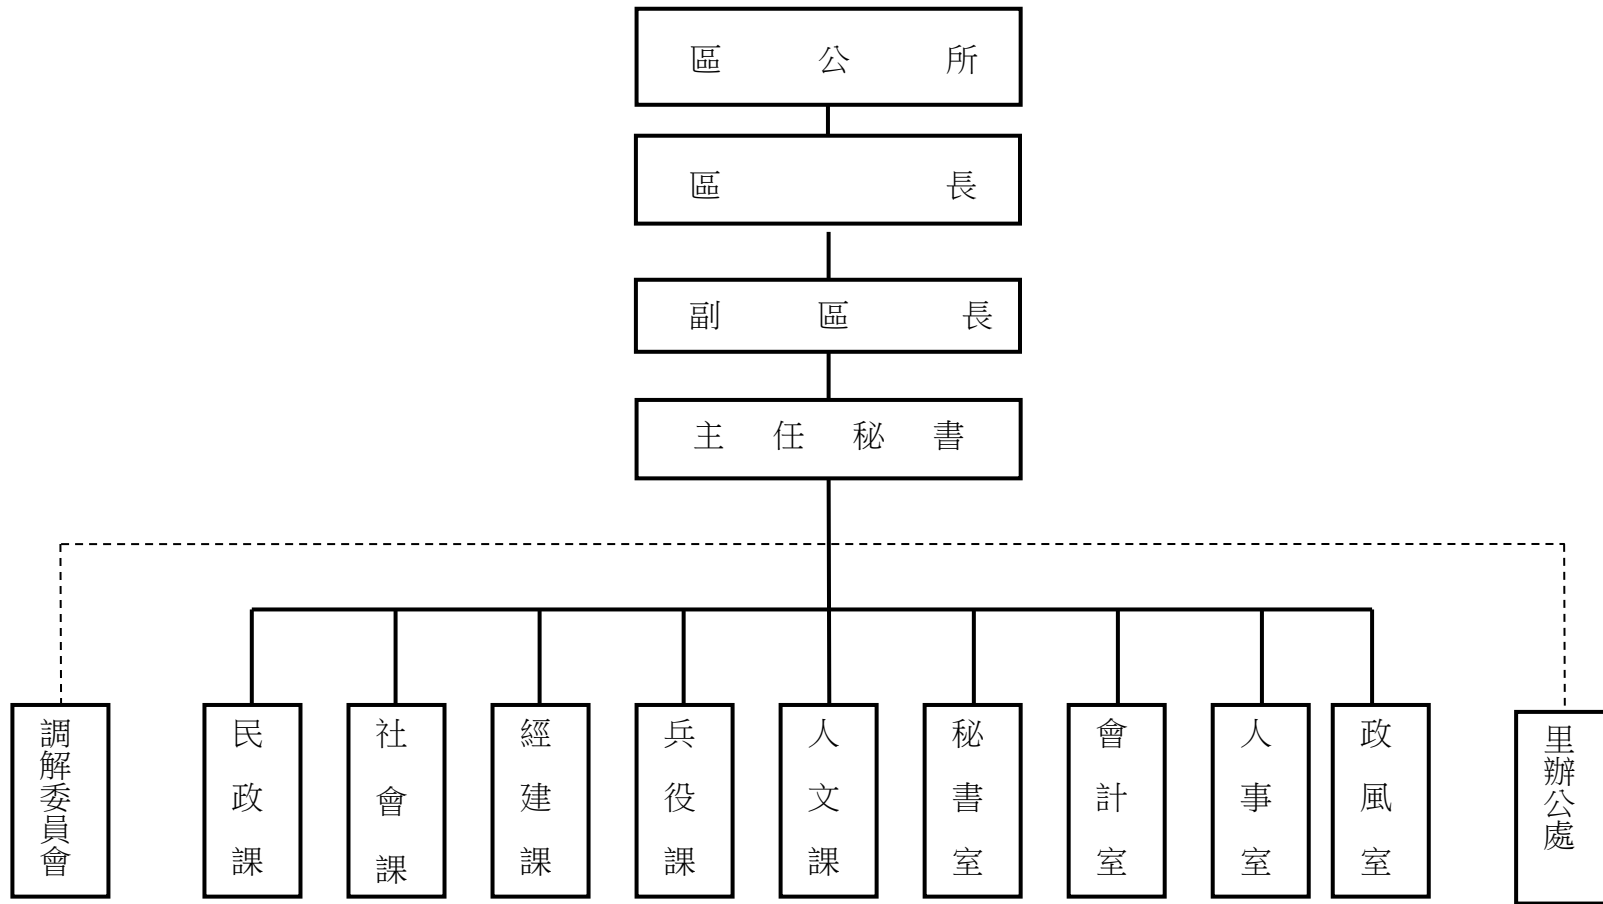 區公所
區長
副區長
主任秘書
調解委員會
民政課
社會課
經建課
兵役課
人文課
秘書室
會計室
人事室
政風室
里辦公處